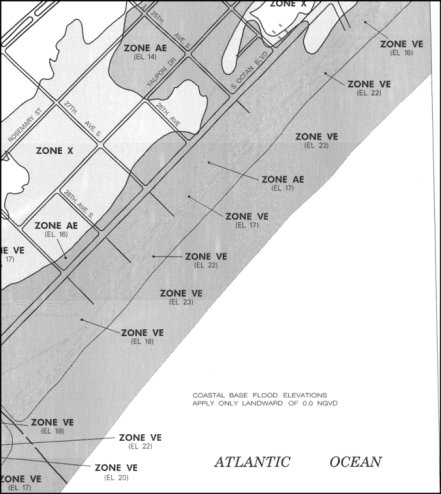 ZONE X
26TH AVE S.
ZONE AE
(EL 14)
YAUPON DR
S OCEAN BLVD
ZONE VE
(EL 18)
ZONE VE
(EL 22)
27TH AVE S.
26TH AVE
ROSEMARY ST
ZONE VE
(EL 23)
ZONE X
ZONE AE
(EL 17)
28TH AVE S.
ZONE VE
(EL 17)
ZONE AE
(EL 16)
NE VE
17)
ZONE VE
(EL 22)
ZONE VE
(EL 23)
ZONE VE
(EL 18)
COASTAL BASE FLOOD ELEVATIONS
APPLY ONLY LANDWARD OF 0.0 NGVD
ZONE VE
(EL 19)
ZONE VE
(EL 22)
ATLANTIC OCEAN
ZONE VE
(EL 20)
ZONE VE
(EL 17)